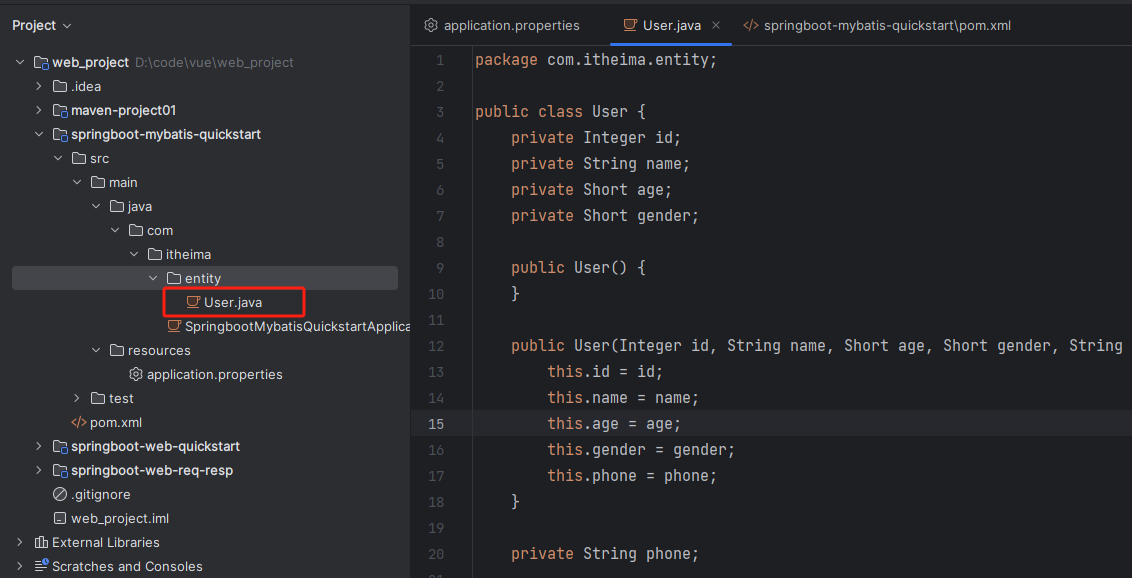 Project
web_project D:\code\vue\web_project
.idea
maven-project01
springboot-mybatis-quickstart
src
main
java
com
itheima
entity
User.java
SpringbootMybatisQuickstartApplica
resources
application.properties
test
pom.xml
springboot-web-quickstart
springboot-web-req-resp
.gitignore
web_project.iml
External Libraries
Scratches and Consoles
application.properties User.java springboot-mybatis-quickstart\pom.xml
1 package com.itheima.entity;
2
3 public class User {
4 private Integer id;
5 private String name;
6 private Short age;
7 private Short gender;
8
9 public User() {
10 }
11
12 public User(Integer id, String name, Short age, Short gender, String
13 this.id = id;
14 this.name = name;
15 this.age = age;
16 this.gender = gender;
17 this.phone = phone;
18 }
19
20 private String phone;